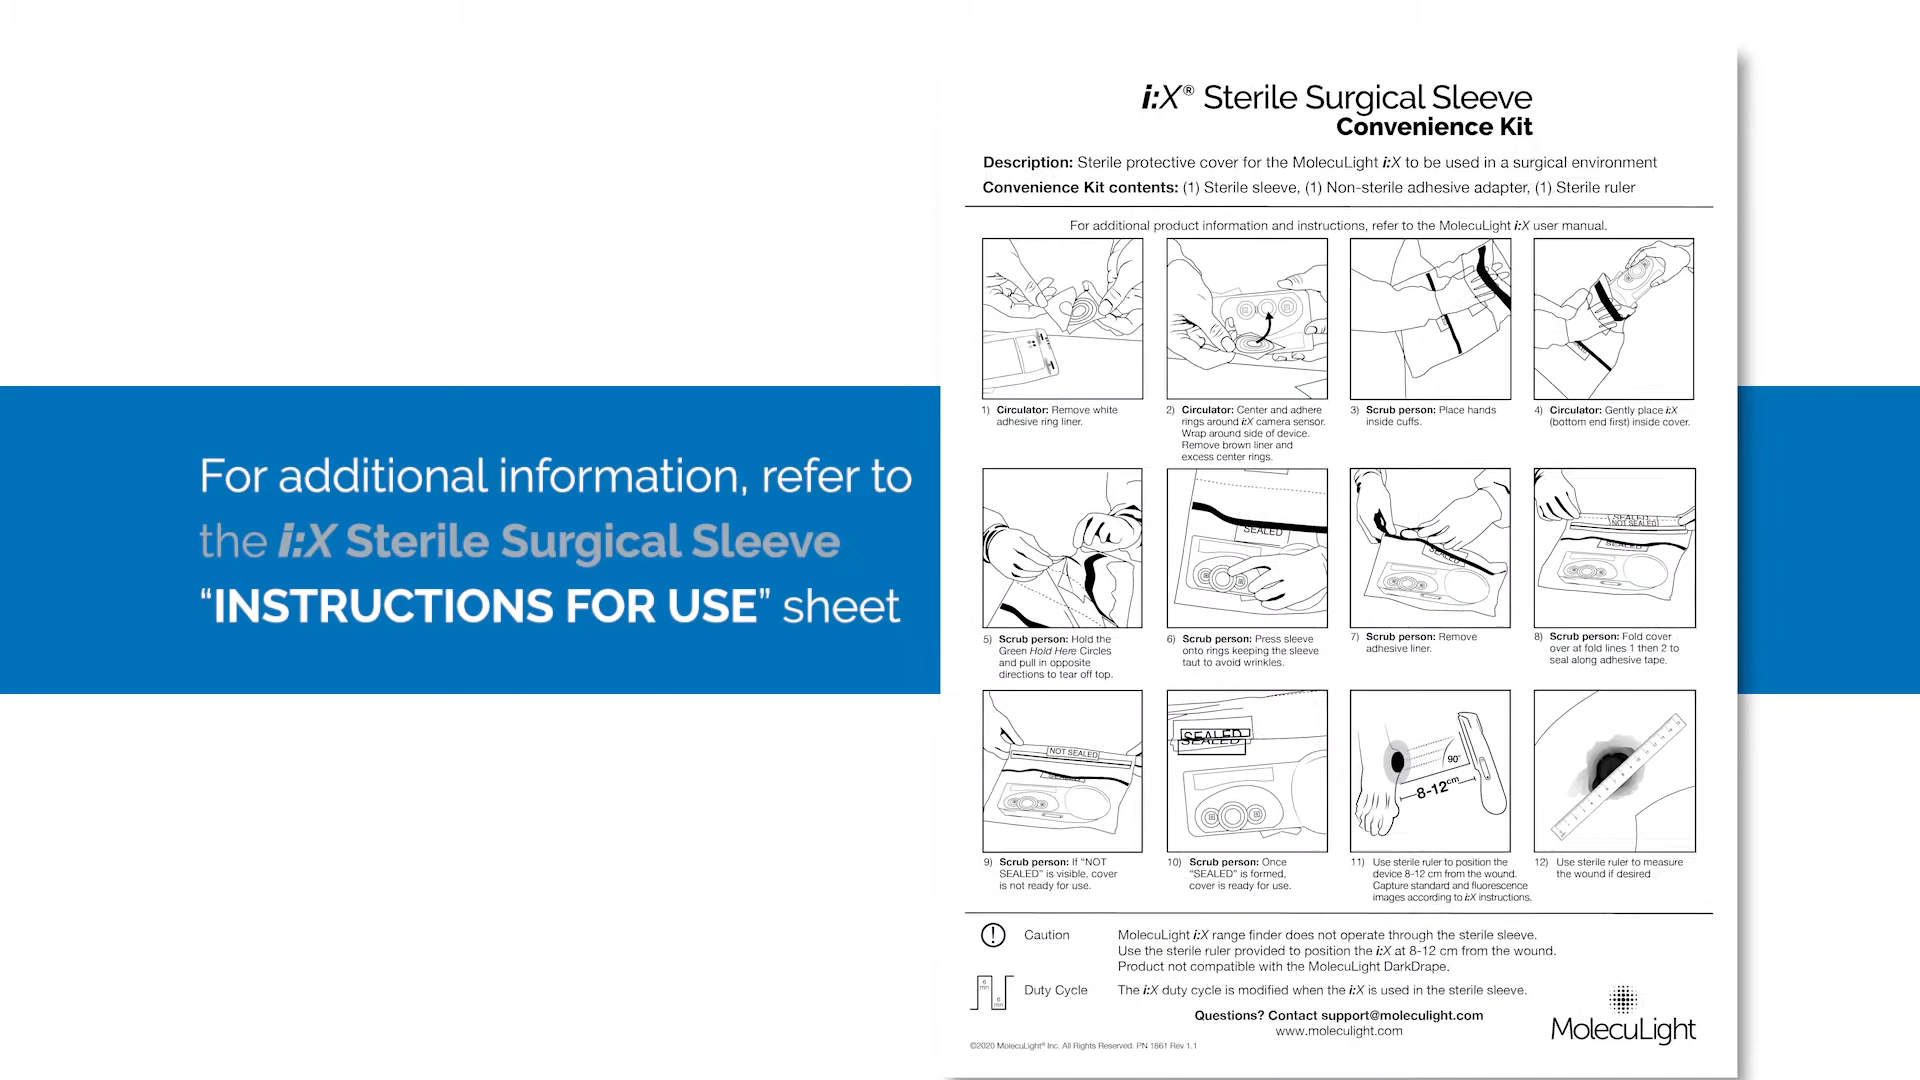 For additional information, refer to
the i:X Sterile Surgical Sleeve
“INSTRUCTIONS FOR USE” sheet
i:X® Sterile Surgical Sleeve
Convenience Kit
Description: Sterile protective cover for the MolecuLight i:X to be used in a surgical environment
Convenience Kit contents: (1) Sterile sleeve, (1) Non-sterile adhesive adapter, (1) Sterile ruler
For additional product information and instructions, refer to the MolecuLight i:X user manual.
1) Circulator: Remove white
adhesive ring liner.
2) Circulator: Center and adhere
rings around i:X camera sensor.
Wrap around side of device.
Remove brown liner and
excess center rings.
3) Scrub person: Place hands
inside cuffs.
4) Circulator: Gently place i:X
(bottom end first) inside cover.
SEALED
SEALED
SEALED
NOT SEALED
SEALED
5) Scrub person: Hold the
Green Hold Here Circles
and pull in opposite
directions to tear off top.
6) Scrub person: Press sleeve
onto rings keeping the sleeve
taut to avoid wrinkles.
7) Scrub person: Remove
adhesive liner.
8) Scrub person: Fold cover
over at fold lines 1 then 2 to
seal along adhesive tape.
NOT SEALED
SEALED
SEALED
90°
8-12cm
9) Scrub person: If “NOT
SEALED” is visible, cover
is not ready for use.
10) Scrub person: Once
“SEALED” is formed,
cover is ready for use.
11) Use sterile ruler to position the
device 8-12 cm from the wound.
Capture standard and fluorescence
images according to i:X instructions.
12) Use sterile ruler to measure
the wound if desired
! Caution
MolecuLight i:X range finder does not operate through the sterile sleeve.
Use the sterile ruler provided to position the i:X at 8-12 cm from the wound.
Product not compatible with the MolecuLight DarkDrape.
6 mn
6 mn
Duty Cycle
The i:X duty cycle is modified when the i:X is used in the sterile sleeve.
Questions? Contact support@moleculight.com
www.moleculight.com
MolecuLight
©2020 MolecuLight® Inc. All Rights Reserved. PN 1861 Rev 1.1